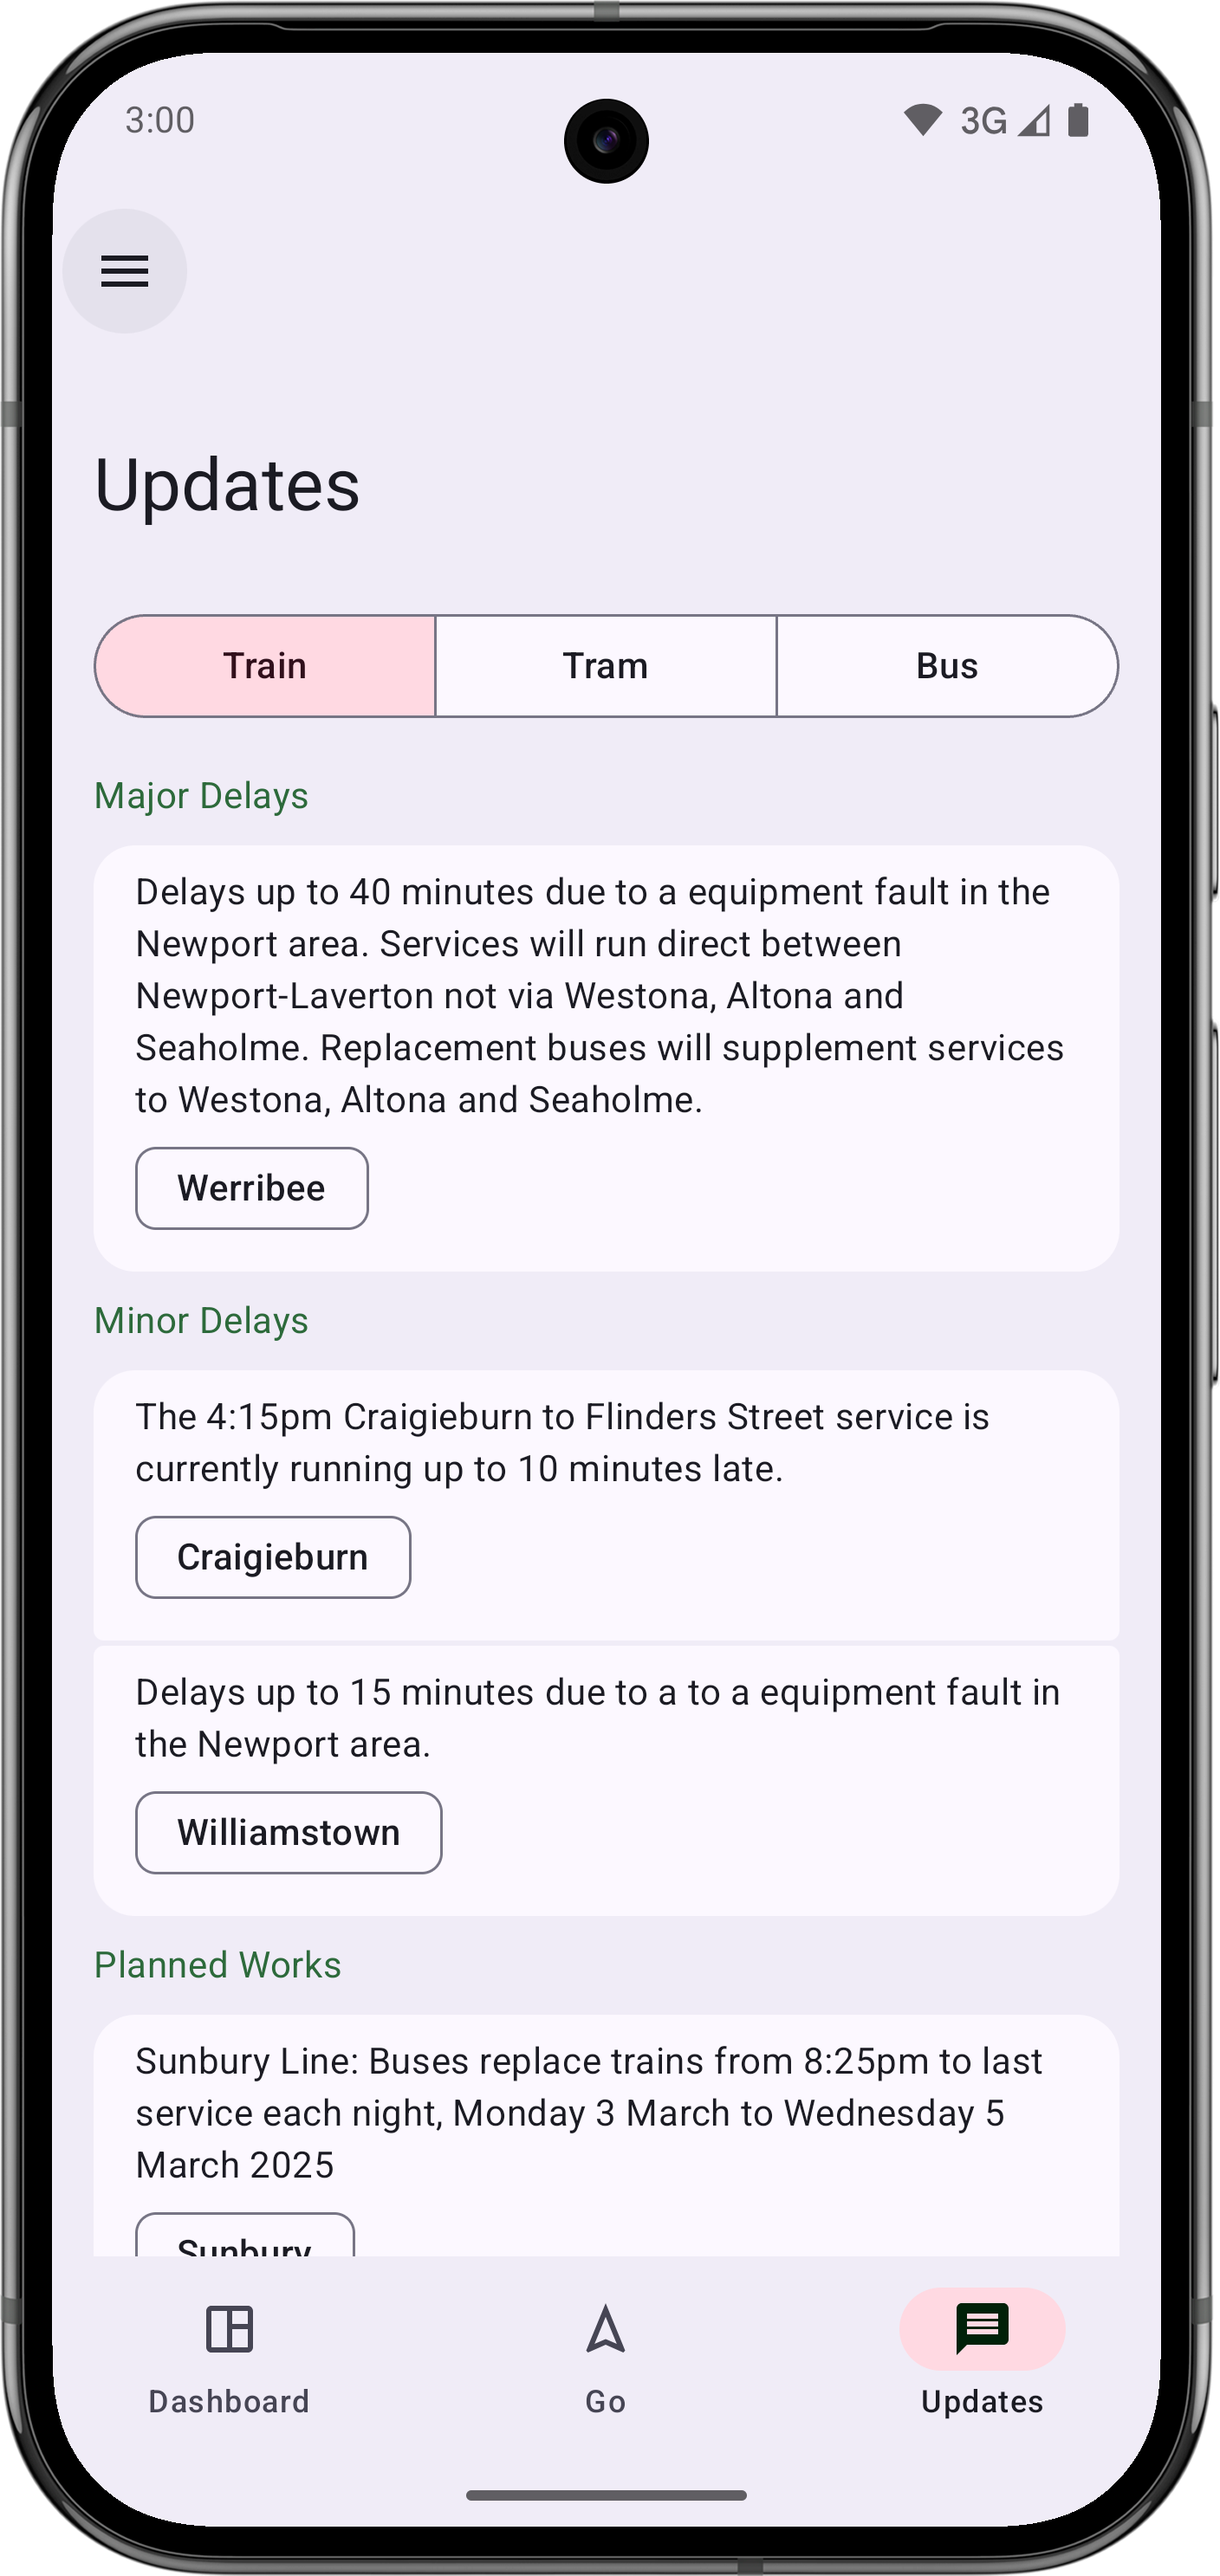 3:00
3G
Updates
Train
Tram
Bus
Major Delays
Delays up to 40 minutes due to a equipment fault in the
Newport area. Services will run direct between
Newport-Laverton not via Westona, Altona and
Seaholme. Replacement buses will supplement services
to Westona, Altona and Seaholme.
Werribee
Minor Delays
The 4:15pm Craigieburn to Flinders Street service is
currently running up to 10 minutes late.
Craigieburn
Delays up to 15 minutes due to a to a equipment fault in
the Newport area.
Williamstown
Planned Works
Sunbury Line: Buses replace trains from 8:25pm to last
service each night, Monday 3 March to Wednesday 5
March 2025
Sunbury
Dashboard
Go
Updates